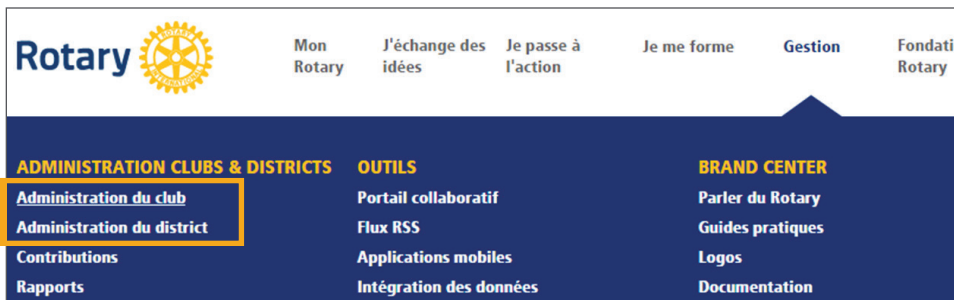 Rotary
ROTARY
INTERNATIONAL
Mon
Rotary
J'échange des
idées
Je passe à
l'action
Je me forme
Gestion
Fondati
Rotary
ADMINISTRATION CLUBS & DISTRICTS
Administration du club
Administration du district
Contributions
Rapports
OUTILS
Portail collaboratif
Flux RSS
Applications mobiles
Intégration des données
BRAND CENTER
Parler du Rotary
Guides pratiques
Logos
Documentation